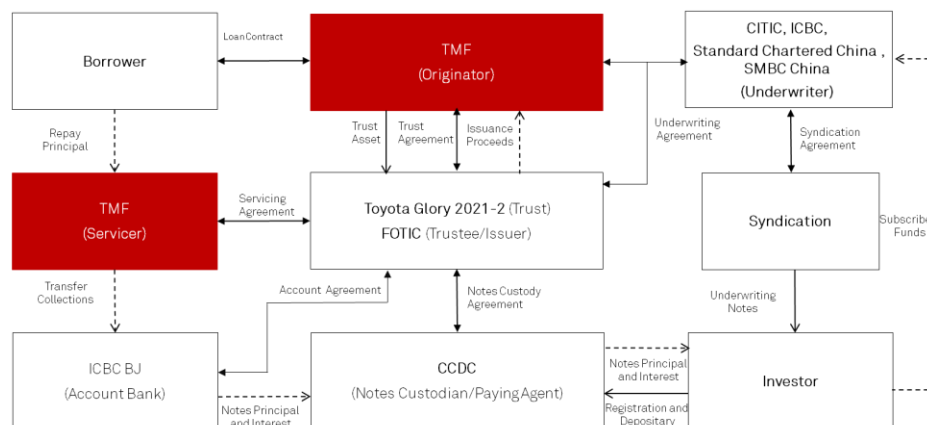 Borrower
Loan Contract
TMF
(Originator)
CITIC, ICBC,
Standard Chartered China ,
SMBC China
(Underwriter)
Repay
Principal
Trust
Asset
Trust
Agreement
Issuance
Proceeds
Underwriting
Agreement
Syndication
Agreement
TMF
(Servicer)
Servicing
Agreement
Toyota Glory 2021-2 (Trust)
FOTIC (Trustee/Issuer)
Syndication
Subscribe
Funds
Transfer
Collections
Account Agreement
Notes Custody
Agreement
Underwriting
Notes
ICBC BJ
(Account Bank)
Notes Principal
and Interest
CCDC
(Notes Custodian/Paying Agent)
Notes Principal
and Interest
Registration and
Depositary
Investor